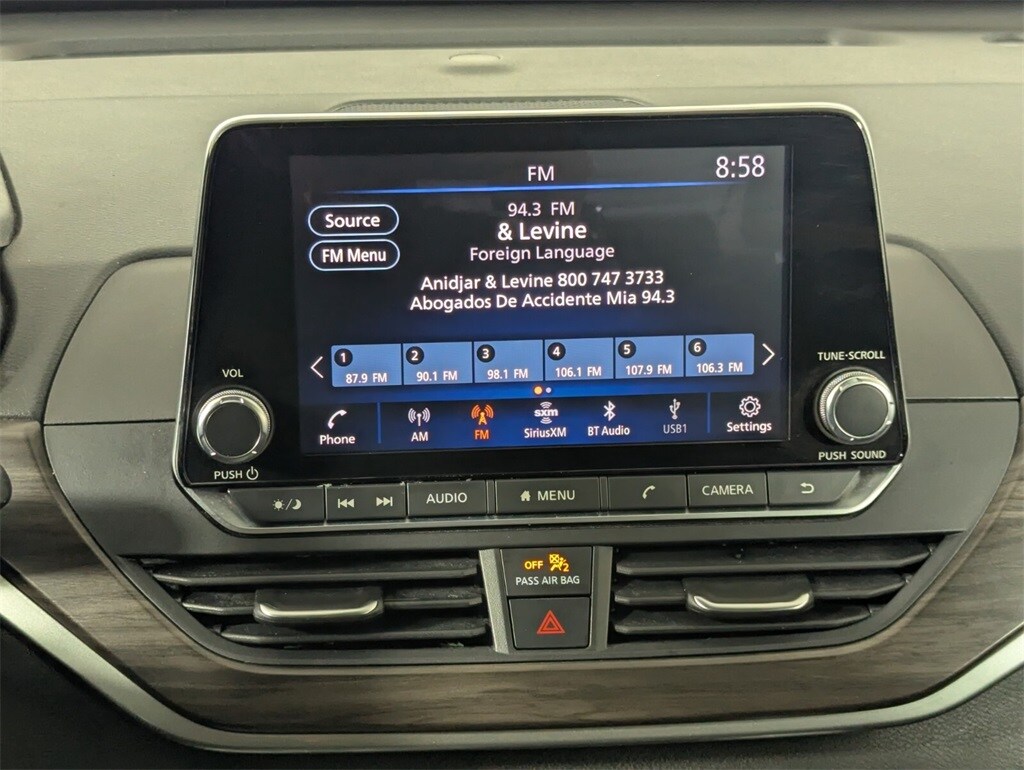 FM
8:58
Source
FM Menu
94.3 FM
& Levine
Foreign Language
Anidjar & Levine 800 747 3733
Abogados De Accidente Mia 94.3
1
87.9 FM
2
90.1 FM
3
98.1 FM
4
106.1 FM
5
107.9 FM
6
106.3 FM
Phone
AM
FM
sxm
SiriusXM
BT Audio
USB1
Settings
VOL
PUSH
TUNE·SCROLL
PUSH SOUND
AUDIO
MENU
CAMERA
OFF 2
PASS AIR BAG